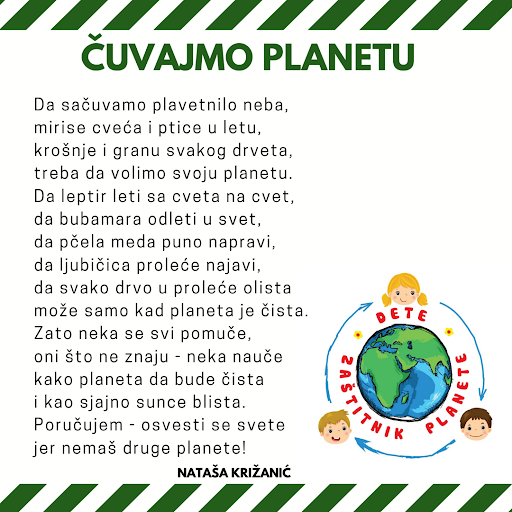 ČUVAJMO PLANETU
Da sačuvamo plavetnilo neba,
mirise cveća i ptice u letu,
krošnje i granu svakog drveta,
treba da volimo svoju planetu.
Da leptir leti sa cveta na cvet,
da bubamara odleti u svet,
da pčela meda puno napravi,
da ljubičica proleće najavi,
da svako drvo u proleće olista
može samo kad planeta je čista.
Zato neka se svi pomuče,
oni što ne znaju - neka nauče
kako planeta da bude čista
i kao sjajno sunce blista.
Poručujem - osvesti se svete
jer nemaš druge planete!
NATAŠA KRIŽANIĆ
DETE
ZAŠTITNIK PLANETE